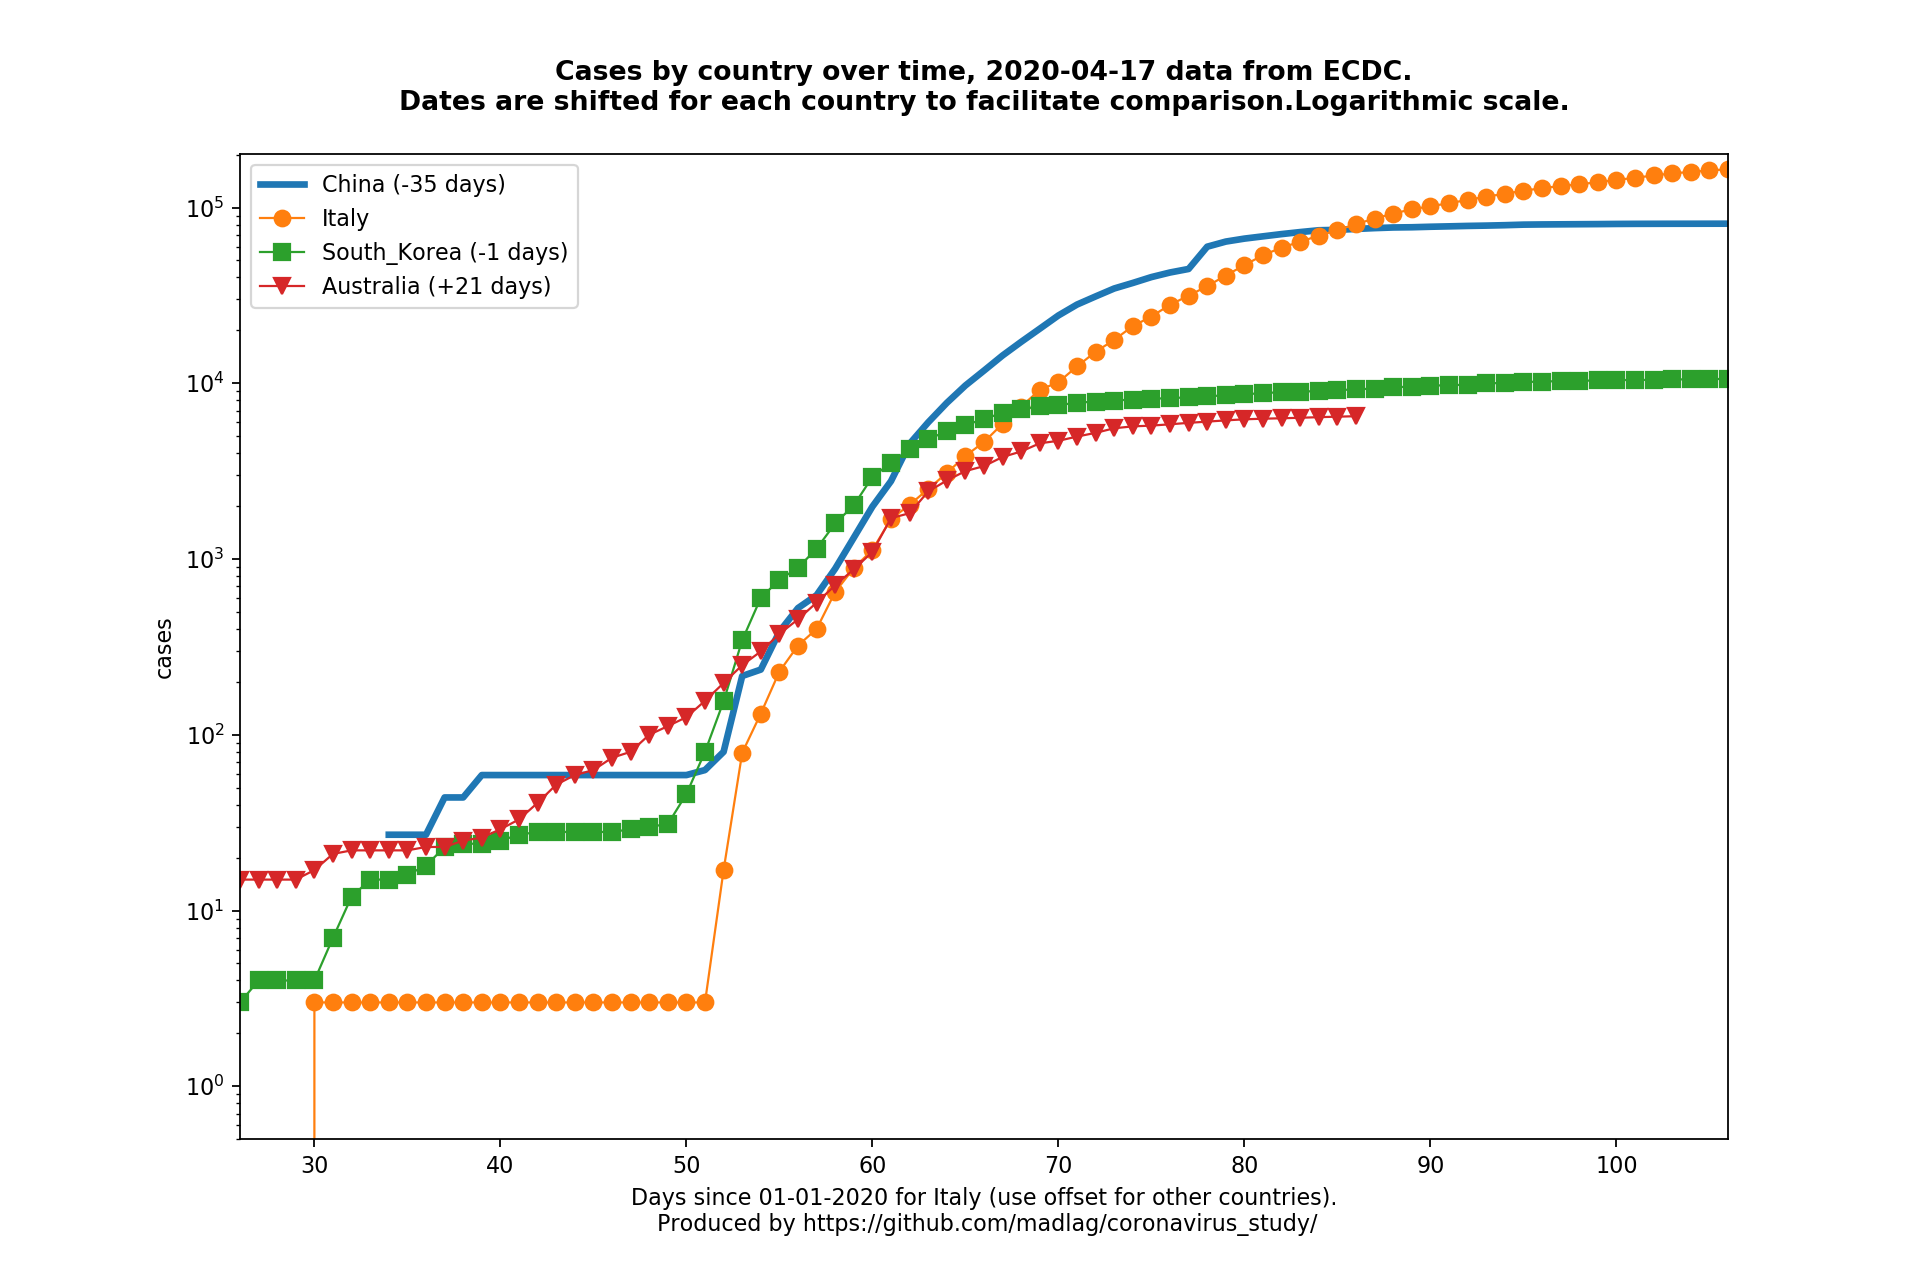 Cases by country over time, 2020-04-17 data from ECDC.
Dates are shifted for each country to facilitate comparison.Logarithmic scale.
China (-35 days)
Italy
South_Korea (-1 days)
Australia (+21 days)
10⁵
10⁴
10³
10²
10¹
10⁰
cases
30 40 50 60 70 80 90 100
Days since 01-01-2020 for Italy (use offset for other countries).
Produced by https://github.com/madlag/coronavirus_study/